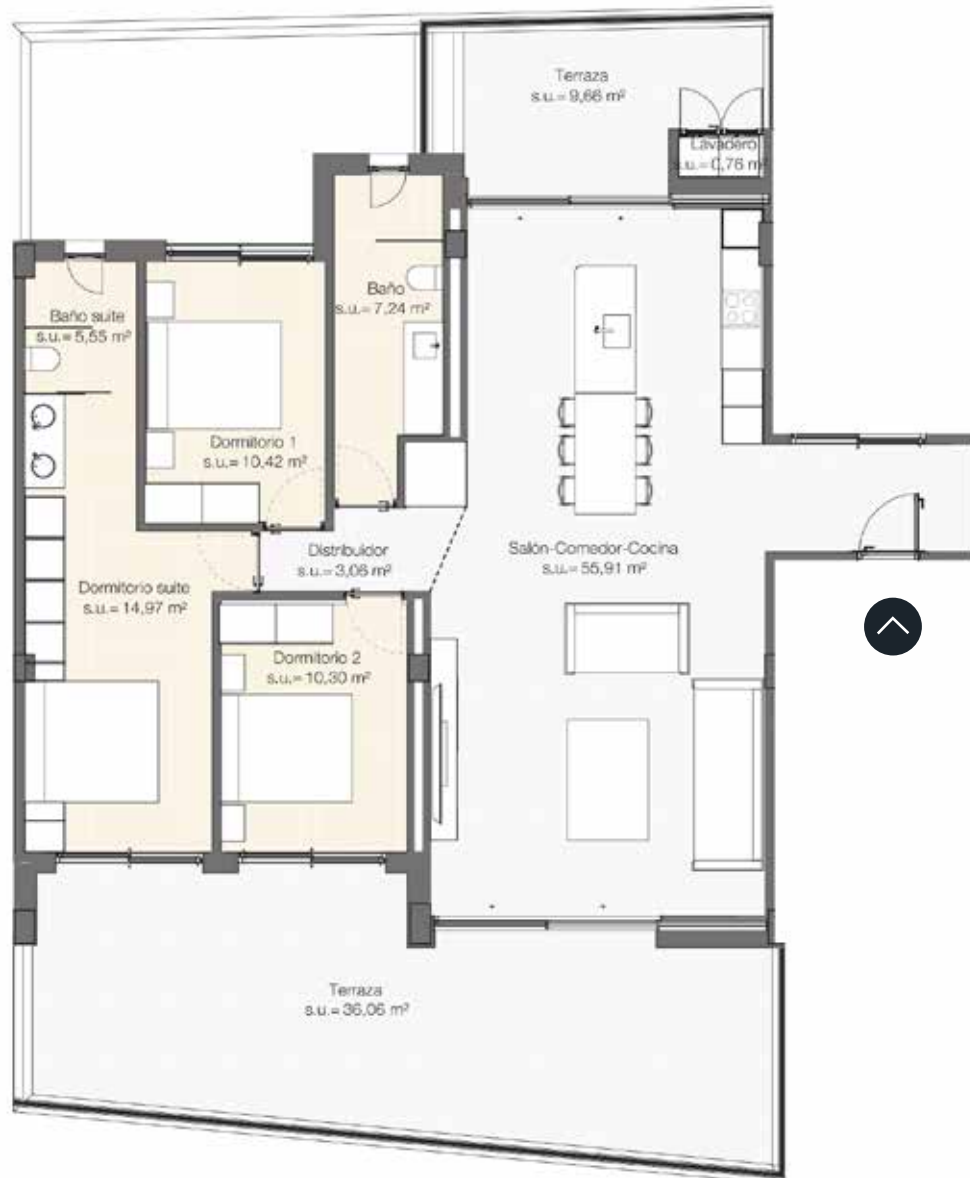 Terraza
s.u.= 9,66 m²
Lavadero
s.u.= 0,76 m²
Baño
s.u.= 7,24 m²
Baño suite
s.u.= 5,55 m²
Dormitorio 1
s.u.= 10,42 m²
Distribuidor
s.u.= 3,06 m²
Salón-Comedor-Cocina
s.u.= 55,91 m²
Dormitorio suite
s.u.= 14,97 m²
Dormitorio 2
s.u.= 10,30 m²
Terraza
s.u.= 36,06 m²